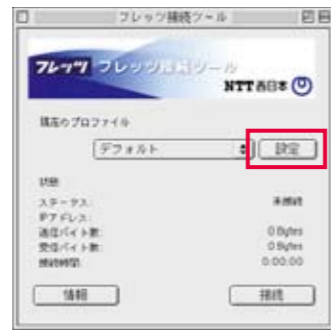 フレッツ接続ツール
フレッツ フレッツ接続ツール
NTT西日本
現在のプロファイル
デフォルト 設定
状態
ステータス: 未接続
IPアドレス:
送信バイト数: 0 Bytes
受信バイト数: 0 Bytes
接続時間: 0:00:00
情報 接続